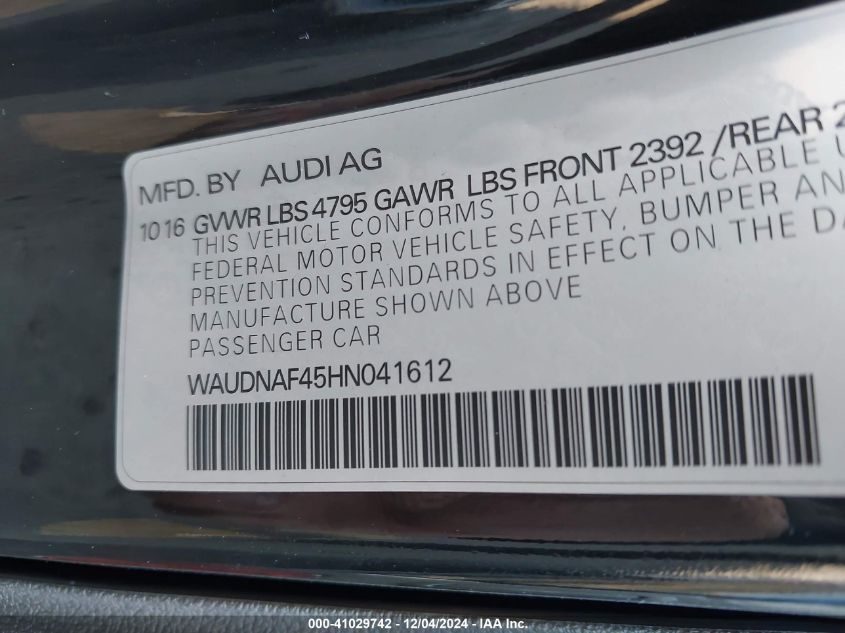 MFD. BY AUDI AG
10 16 GVWR LBS 4795 GAWR LBS FRONT 2392 /REAR 2
THIS VEHICLE CONFORMS TO ALL APPLICABLE U
FEDERAL MOTOR VEHICLE SAFETY, BUMPER AN
PREVENTION STANDARDS IN EFFECT ON THE DA
MANUFACTURE SHOWN ABOVE
PASSENGER CAR
WAUDNAF45HN041612
000-41029742 - 12/04/2024 - IAA Inc.